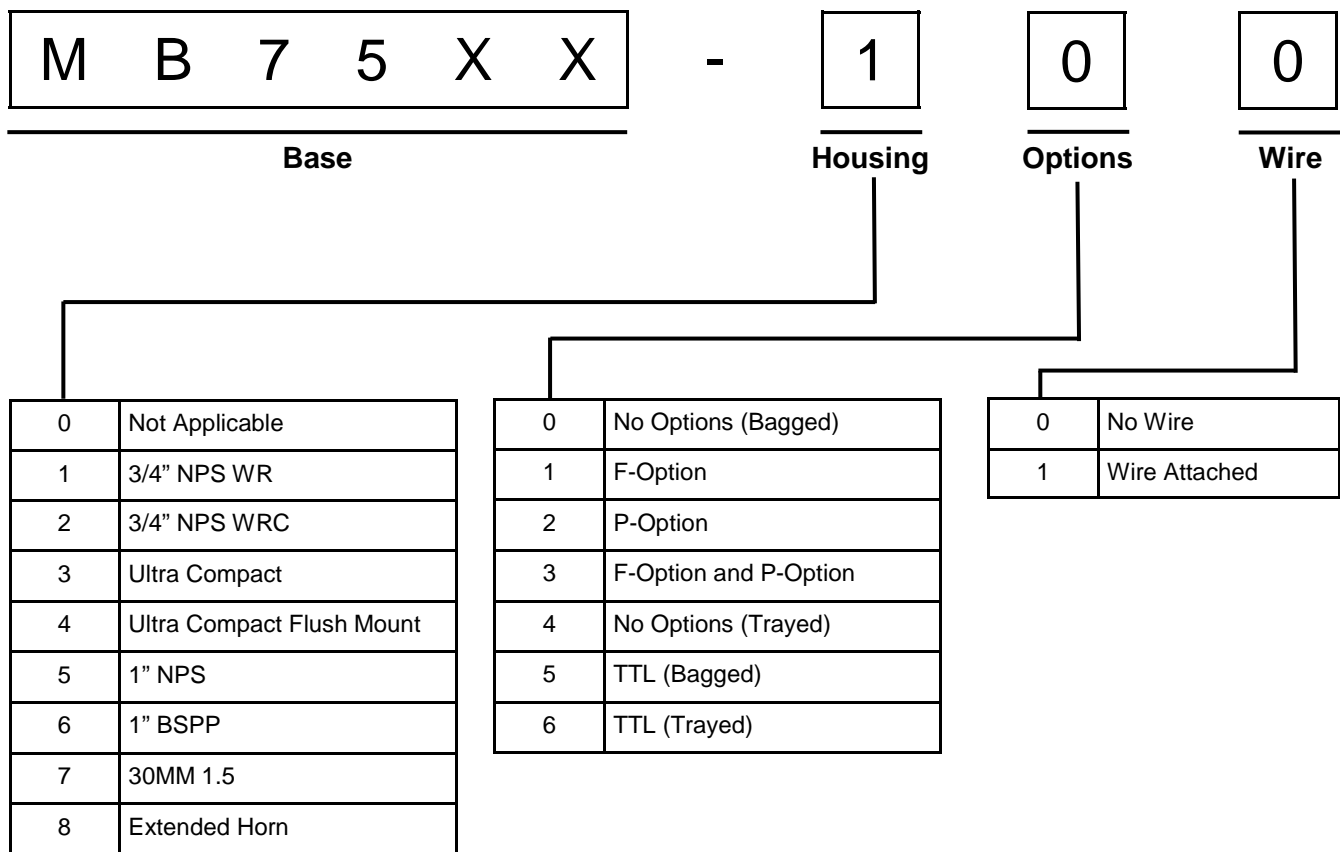 M B 7 5 X X - 1 0 0
Base Housing Options Wire
0 Not Applicable
1 3/4” NPS WR
2 3/4” NPS WRC
3 Ultra Compact
4 Ultra Compact Flush Mount
5 1” NPS
6 1” BSPP
7 30MM 1.5
8 Extended Horn
0 No Options (Bagged)
1 F-Option
2 P-Option
3 F-Option and P-Option
4 No Options (Trayed)
5 TTL (Bagged)
6 TTL (Trayed)
0 No Wire
1 Wire Attached